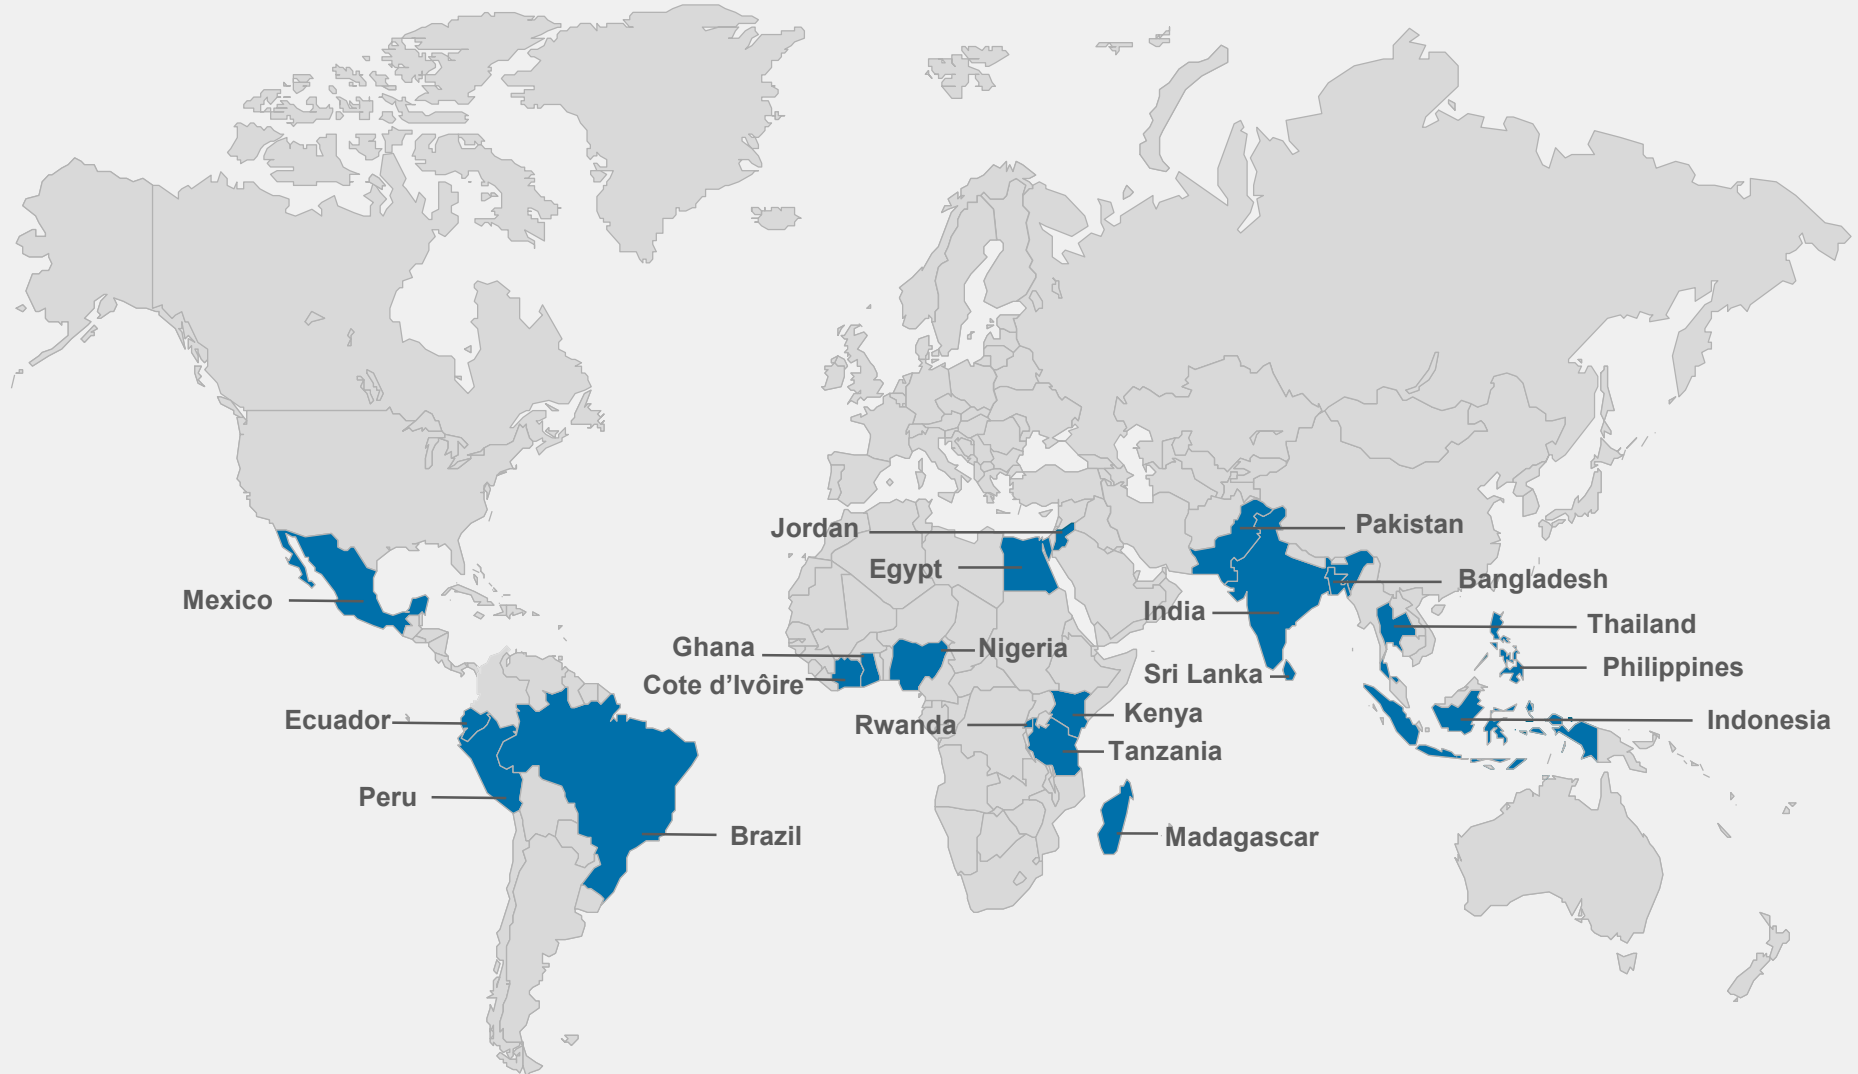 Jordan
Pakistan
Egypt
Bangladesh
Mexico
India
Thailand
Ghana
Nigeria
Philippines
Cote d’Ivôire
Sri Lanka
Ecuador
Rwanda
Kenya
Indonesia
Tanzania
Peru
Brazil
Madagascar